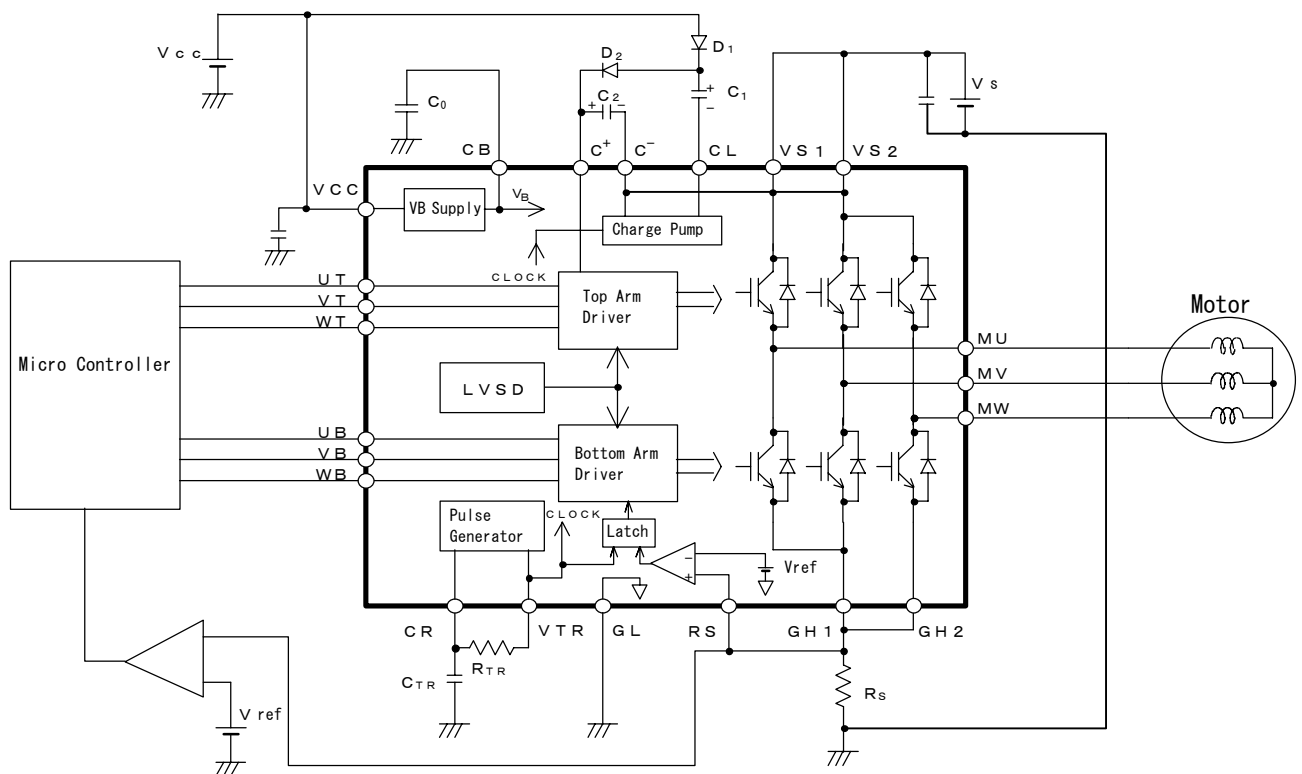 Vcc
D₂
D₁
C₀
+ C₂ -
+
C₁
-
Vs
CB
C⁺
C⁻
CL
VS1
VS2
VCC
VB Supply
VB
Charge Pump
CLOCK
UT
VT
WT
Top Arm
Driver
Motor
Micro Controller
LVSD
MU
MV
MW
UB
VB
WB
Bottom Arm
Driver
Pulse
Generator
CLOCK
Latch
-
+
Vref
CR
VTR
GL
RS
GH1
GH2
RTR
CTR
Rs
Vref